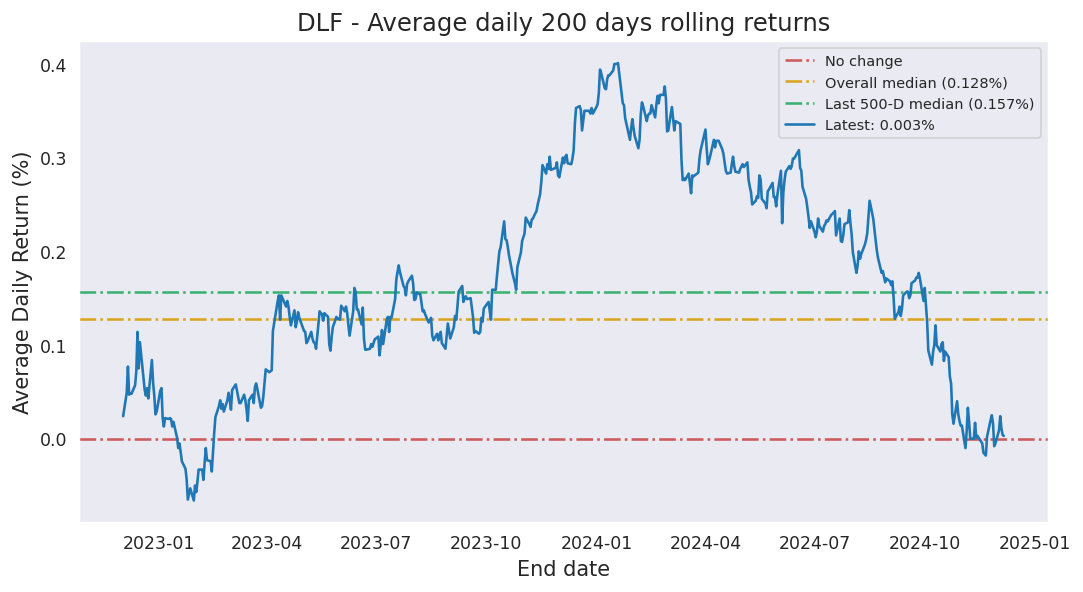 DLF - Average daily 200 days rolling returns
No change
Overall median (0.128%)
Last 500-D median (0.157%)
Latest: 0.003%
Average Daily Return (%)
0.4
0.3
0.2
0.1
0.0
2023-01 2023-04 2023-07 2023-10 2024-01 2024-04 2024-07 2024-10 2025-01
End date